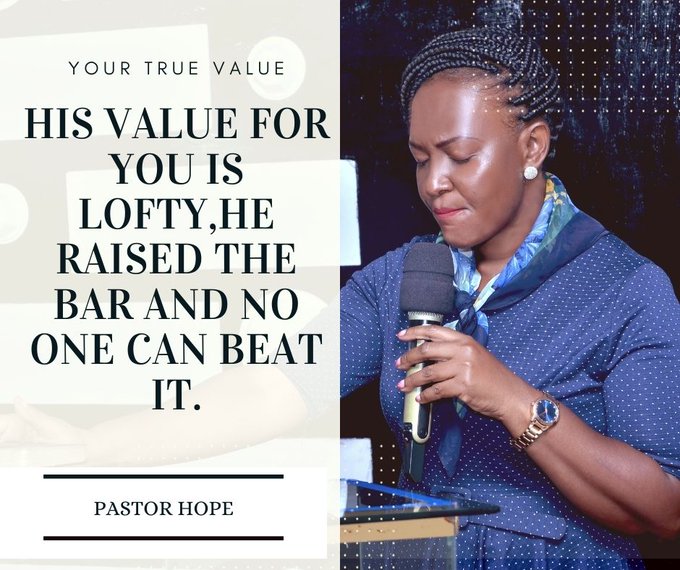 YOUR TRUE VALUE
HIS VALUE FOR
YOU IS
LOFTY,HE
RAISED THE
BAR AND NO
ONE CAN BEAT
IT.
PASTOR HOPE